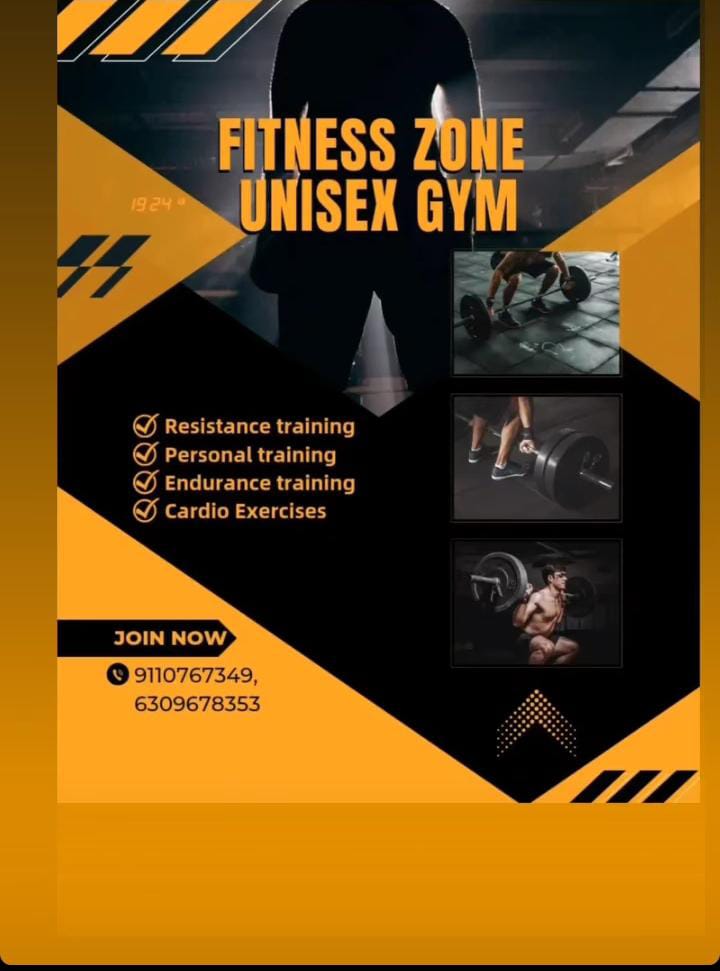 FITNESS ZONE
UNISEX GYM
19 24
Resistance training
Personal training
Endurance training
Cardio Exercises
JOIN NOW
9110767349,
6309678353